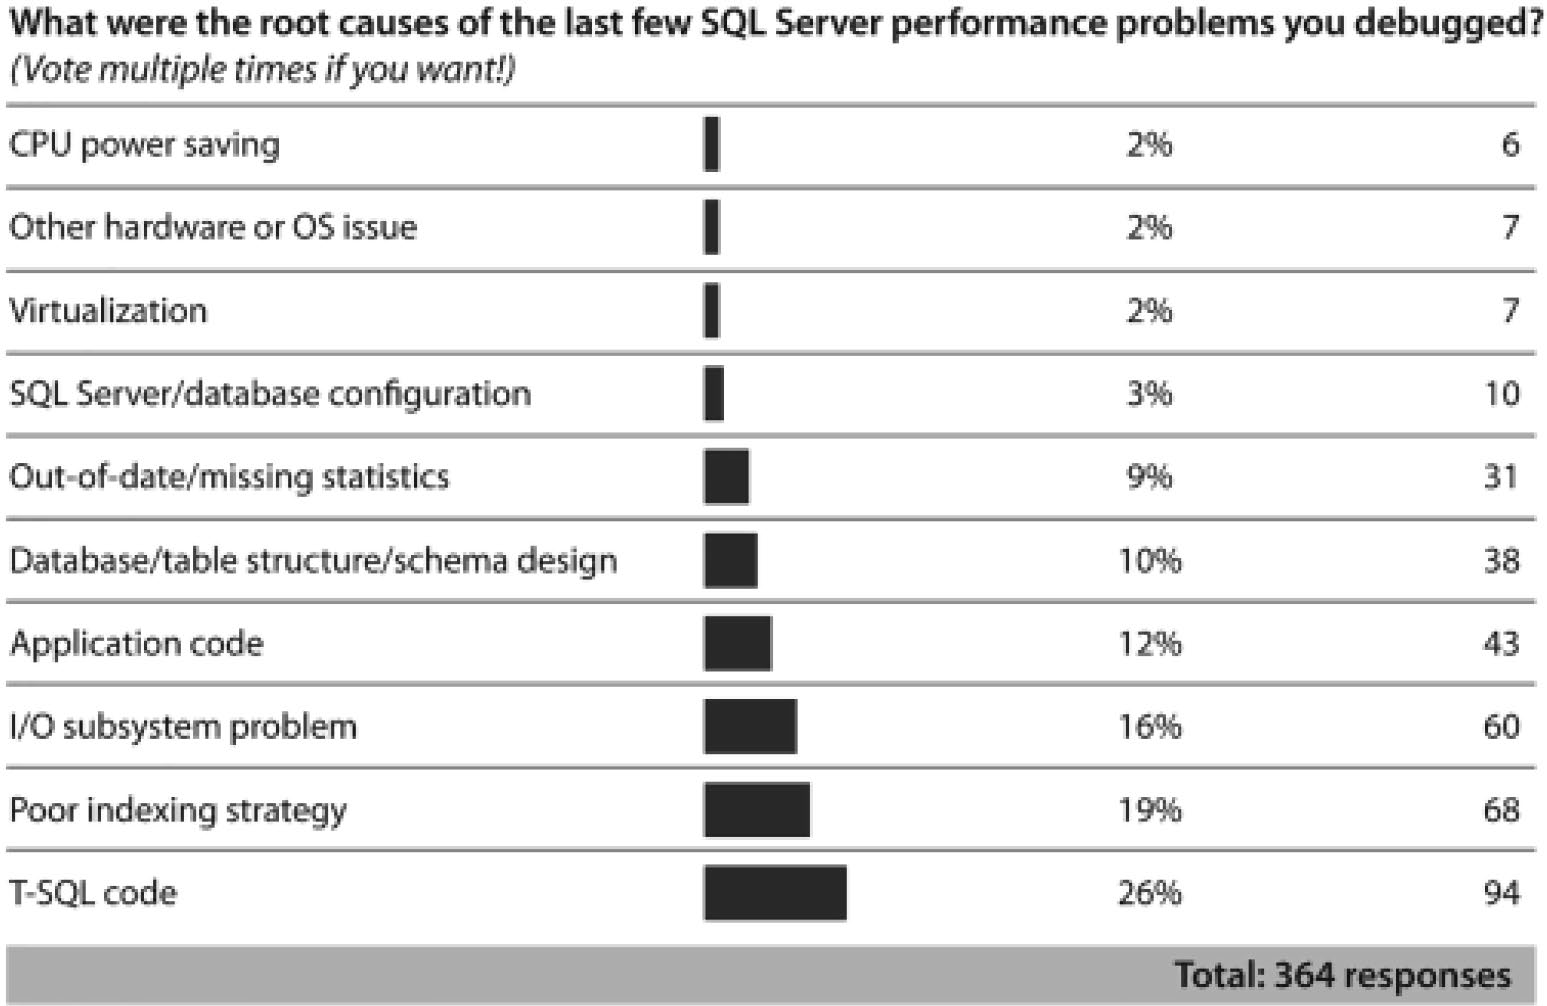 What were the root causes of the last few SQL Server performance problems you debugged?
(Vote multiple times if you want!)
CPU power saving 2% 6
Other hardware or OS issue 2% 7
Virtualization 2% 7
SQL Server/database configuration 3% 10
Out-of-date/missing statistics 9% 31
Database/table structure/schema design 10% 38
Application code 12% 43
I/O subsystem problem 16% 60
Poor indexing strategy 19% 68
T-SQL code 26% 94
Total: 364 responses